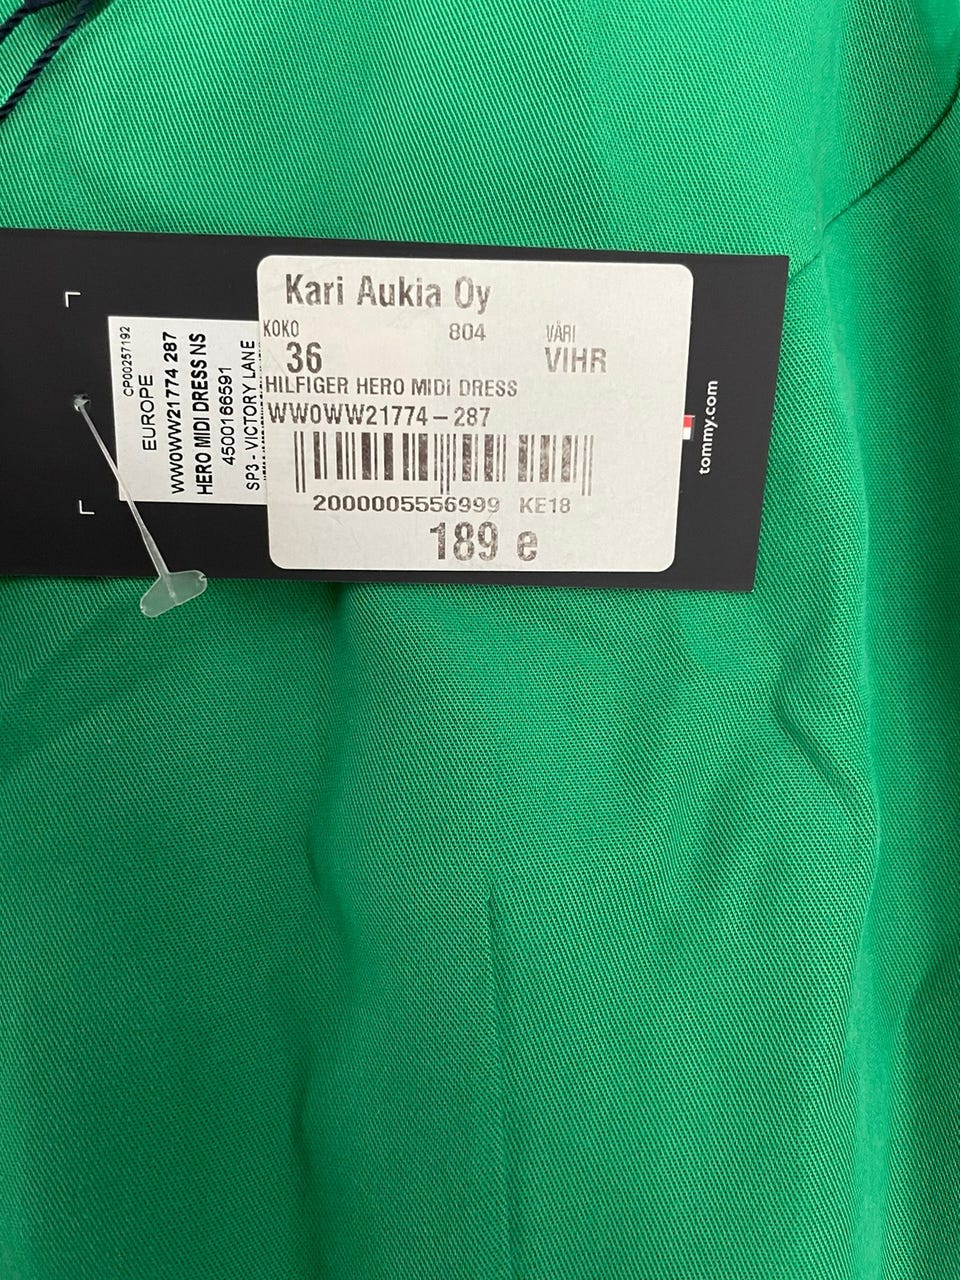 Kari Aukia Oy
KOKO 804 VÄRI
36 VIHR
HILFIGER HERO MIDI DRESS
WW0WW21774-287
2000005556999 KE18
189 e
CP00257192
EUROPE
WW0WW21774 287
HERO MIDI DRESS NS
4500166591
SP3 - VICTORY LANE
tommy.com